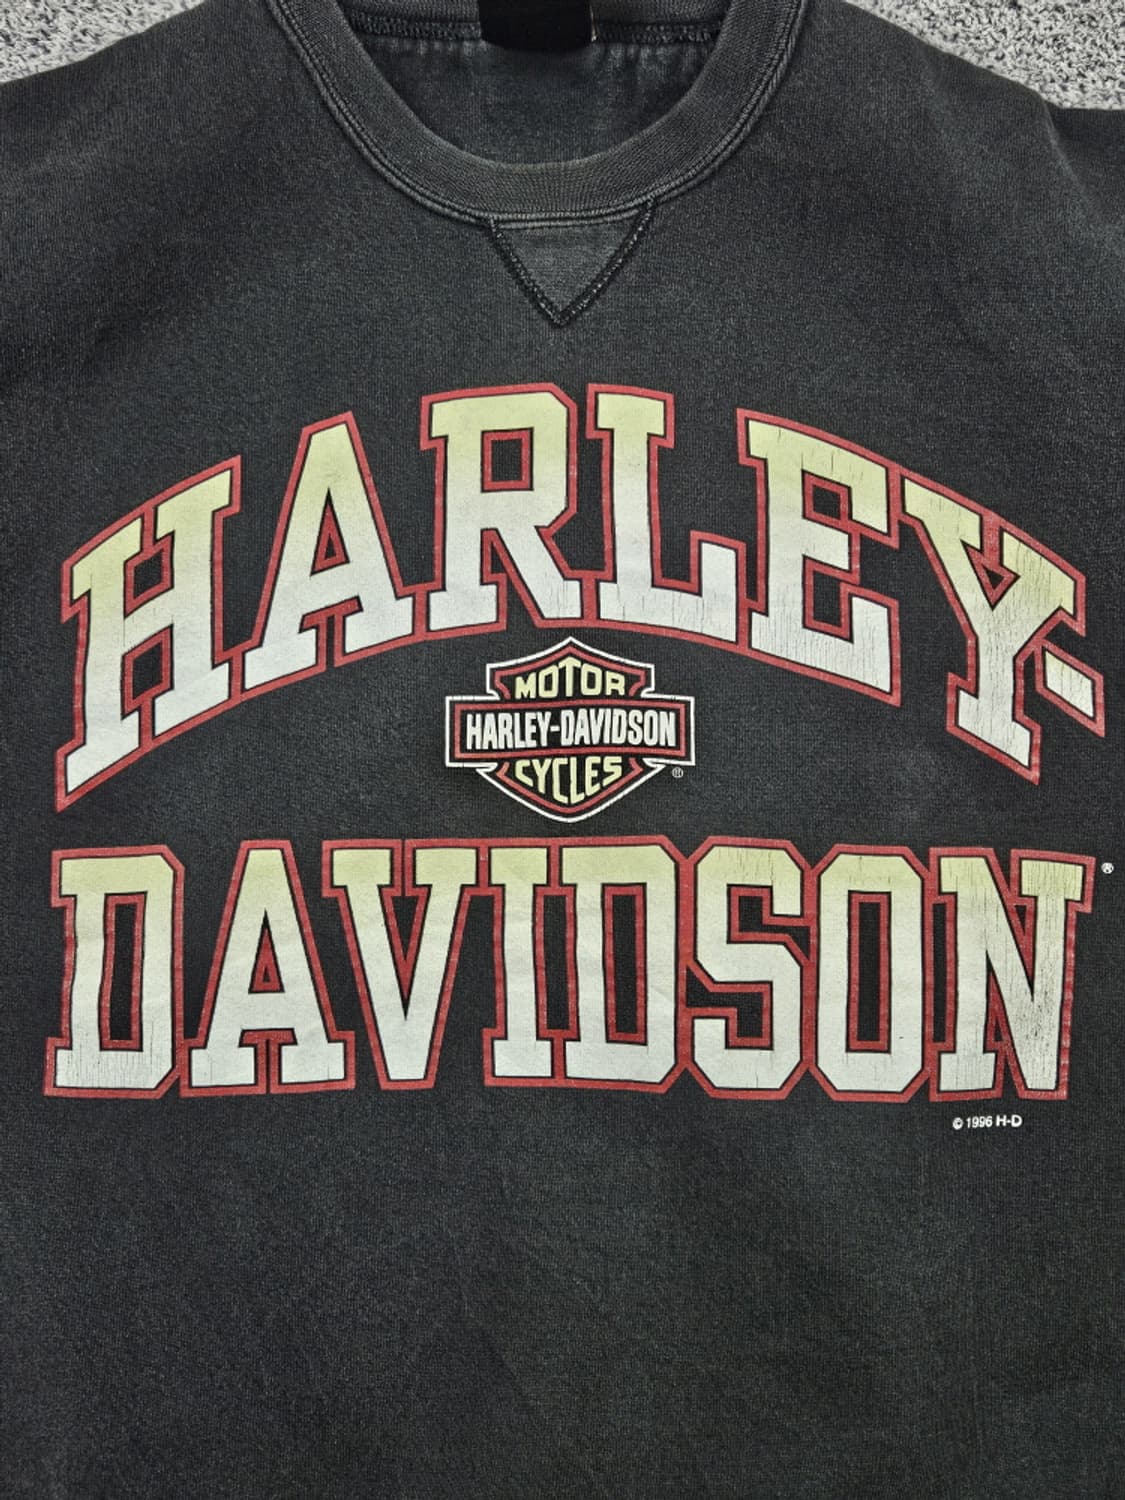 HARLEY-
MOTOR
HARLEY-DAVIDSON
CYCLES ®
DAVIDSON ®
© 1996 H-D